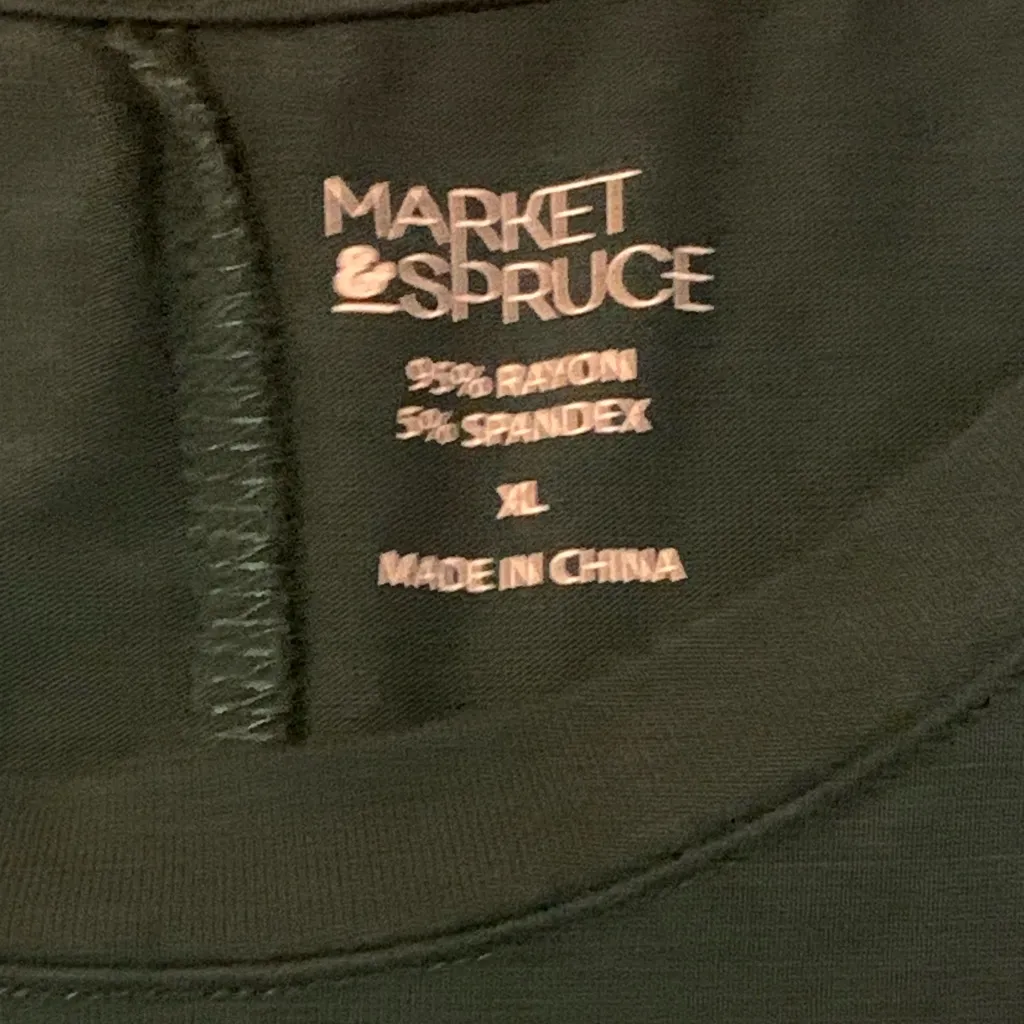 MARKET
&SPRUCE
95% RAYON
5% SPANDEX
XL
MADE IN CHINA